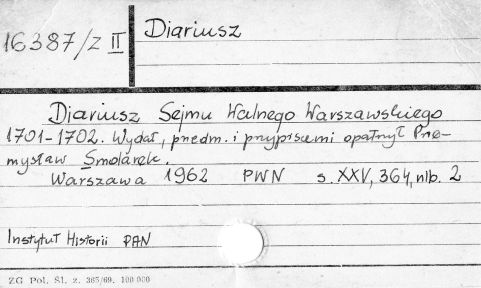 16387/Z II
Diariusz
Diariusz Sejmu Walnego Warszawskiego
1701-1702. Wydał, przedm. i przypisami opatrzył Prze-
mysław Smolarek.
Warszawa 1962 PWN s. XXV, 364, nlb. 2
Instytut Historii PAN
ZG Pol. Śl. z. 365/69. 100 000